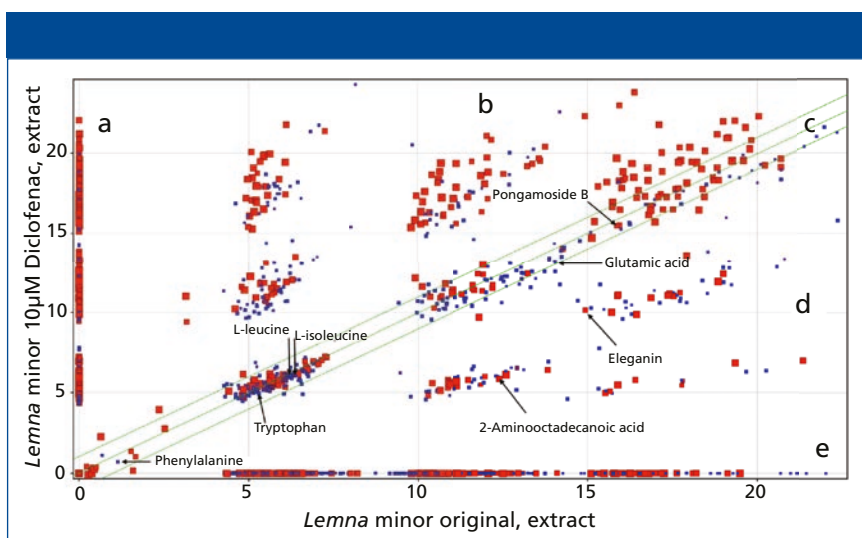 a
b
c
d
e
Lemna minor 10µM Diclofenac, extract
20
15
10
5
0
Pongamoside B
Glutamic acid
L-leucine
L-isoleucine
Eleganin
Tryptophan
2-Aminooctadecanoic acid
Phenylalanine
0 5 10 15 20
Lemna minor original, extract